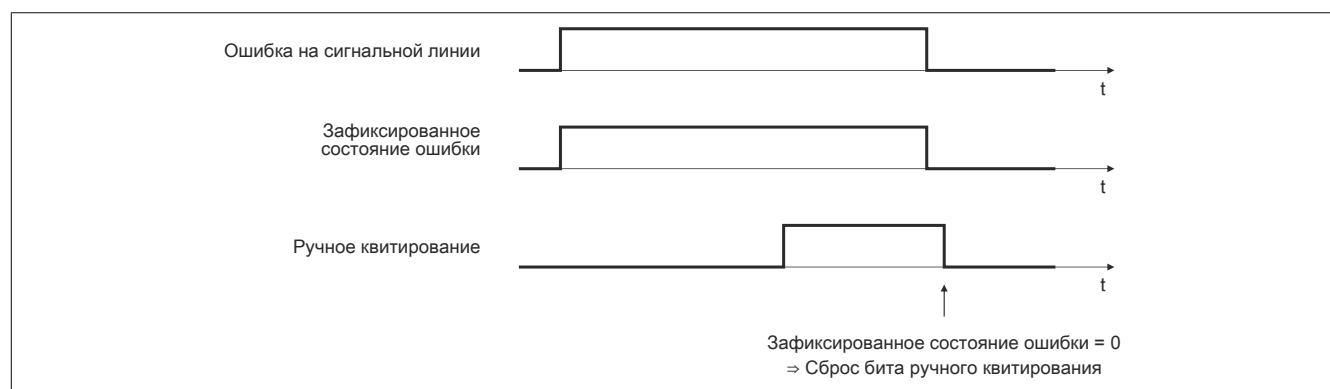 Ошибка на сигнальной линии
t
Зафиксированное
состояние ошибки
t
Ручное квитирование
t
Зафиксированное состояние ошибки = 0
⇒ Сброс бита ручного квитирования